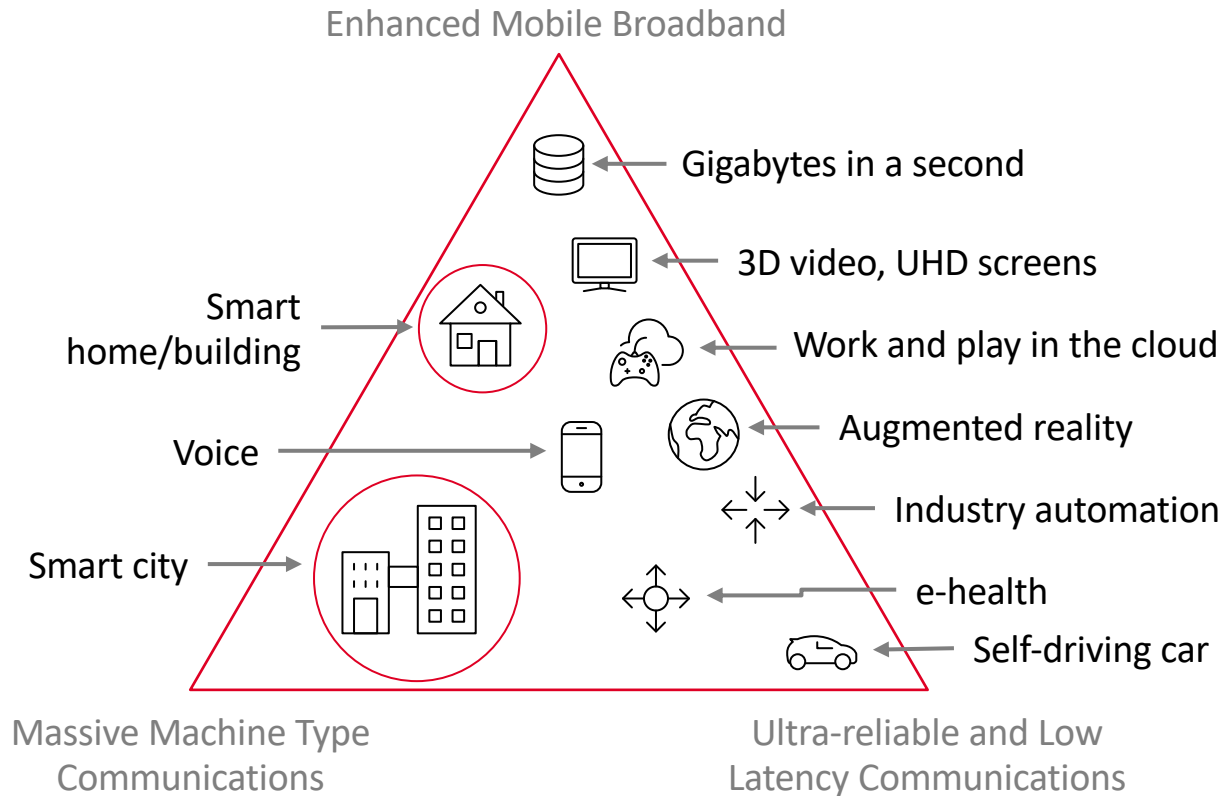 Enhanced Mobile Broadband
Gigabytes in a second
3D video, UHD screens
Smart
home/building
Work and play in the cloud
Augmented reality
Voice
Industry automation
Smart city
e-health
Self-driving car
Massive Machine Type
Communications
Ultra-reliable and Low
Latency Communications